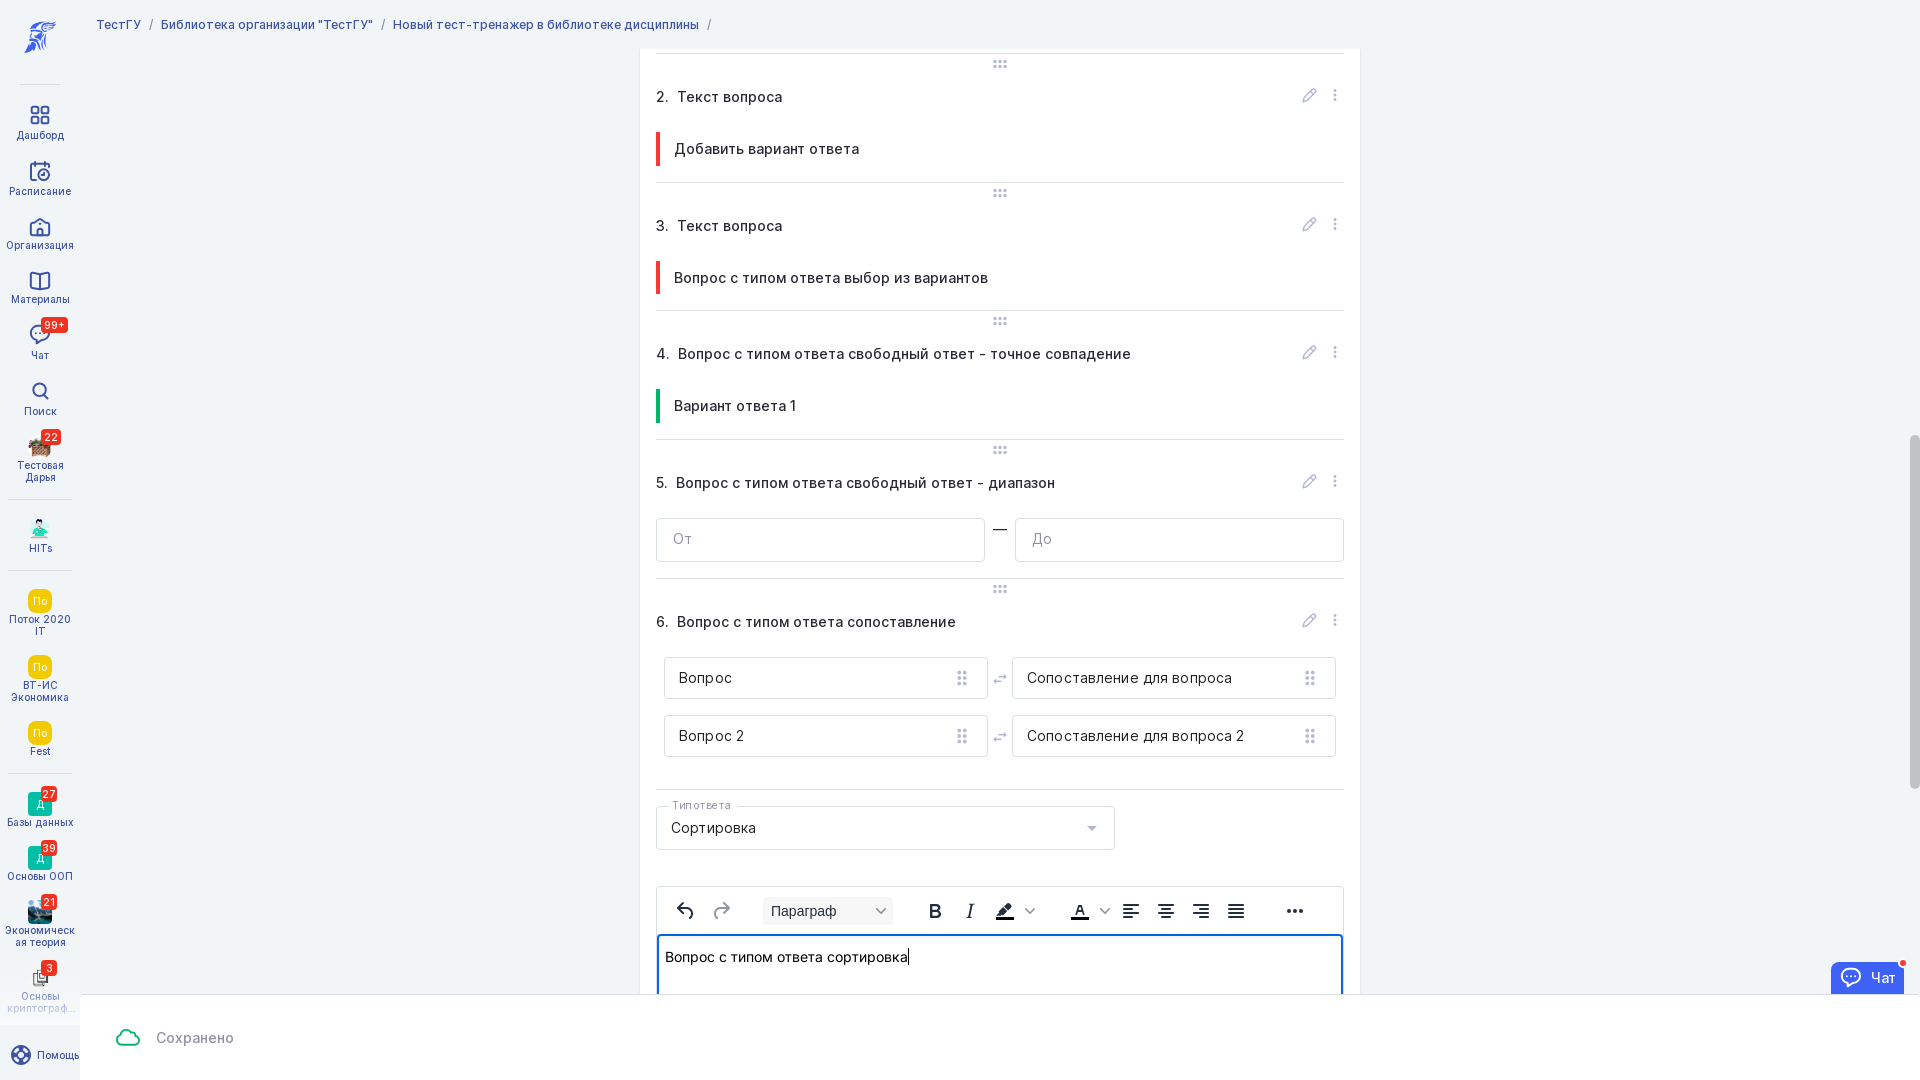 ТестГУ / Библиотека организации "ТестГУ" / Новый тест-тренажер в библиотеке дисциплины /
Дашборд
Расписание
Организация
Материалы
99+
Чат
Поиск
22
Тестовая
Дарья
HITs
По
Поток 2020
IT
По
ВТ-ИС
Экономика
По
Fest
27
Д
Базы данных
39
Д
Основы ООП
21
Экономическ
ая теория
3
Основы
криптограф...
Помощь
2. Текст вопроса
Добавить вариант ответа
3. Текст вопроса
Вопрос с типом ответа выбор из вариантов
4. Вопрос с типом ответа свободный ответ - точное совпадение
Вариант ответа 1
5. Вопрос с типом ответа свободный ответ - диапазон
От — До
6. Вопрос с типом ответа сопоставление
Вопрос Сопоставление для вопроса
Вопрос 2 Сопоставление для вопроса 2
Тип ответа
Сортировка
Параграф B I A
Вопрос с типом ответа сортировка
Чат
Сохранено